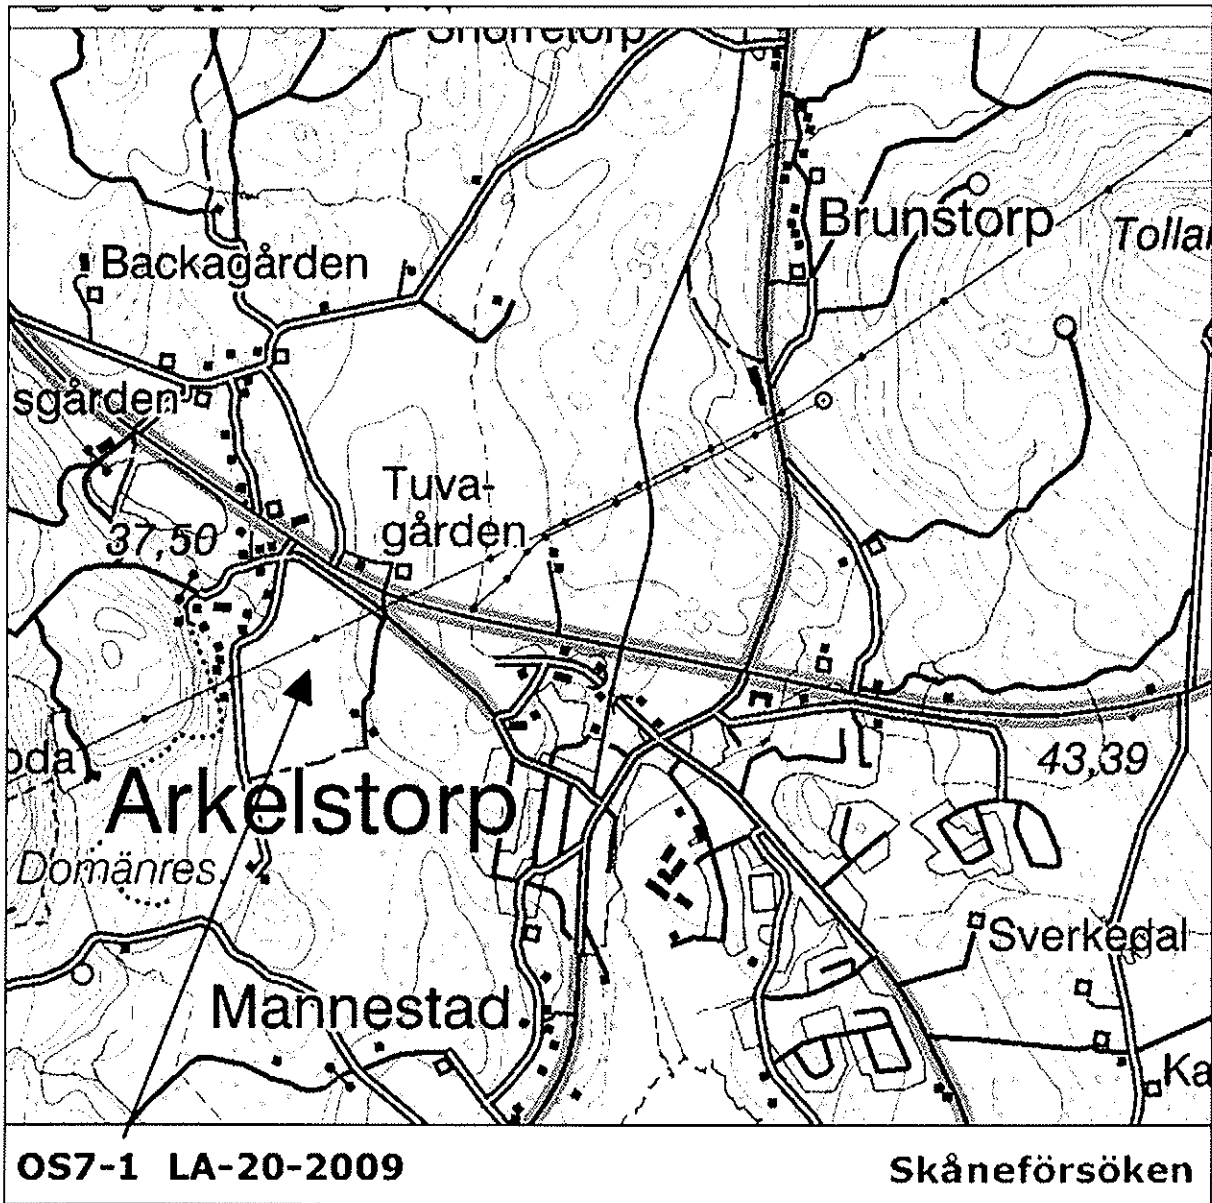 Brunstorp
Tollar
Backagården
sgården
Tuva-
gården
37,50
oda
43,39
Arkelstorp
Domänres.
Sverkedal
Mannestad
Ka
OS7-1 LA-20-2009
Skåneförsöken